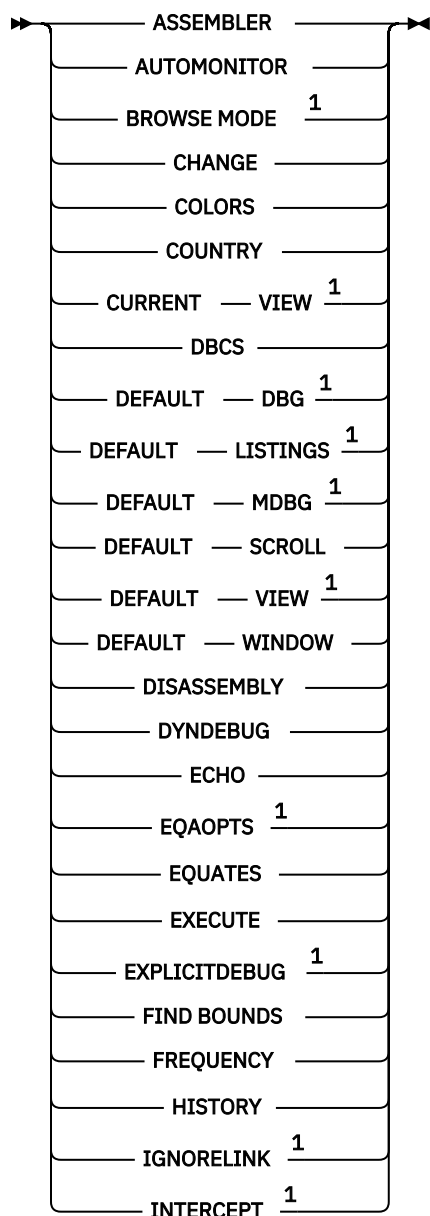 ASSEMBLER
AUTOMONITOR
BROWSE MODE 1
CHANGE
COLORS
COUNTRY
CURRENT VIEW 1
DBCS
DEFAULT DBG 1
DEFAULT LISTINGS 1
DEFAULT MDBG 1
DEFAULT SCROLL
DEFAULT VIEW 1
DEFAULT WINDOW
DISASSEMBLY
DYNDEBUG
ECHO
EQAOPTS 1
EQUATES
EXECUTE
EXPLICITDEBUG 1
FIND BOUNDS
FREQUENCY
HISTORY
IGNORELINK 1
INTERCEPT 1